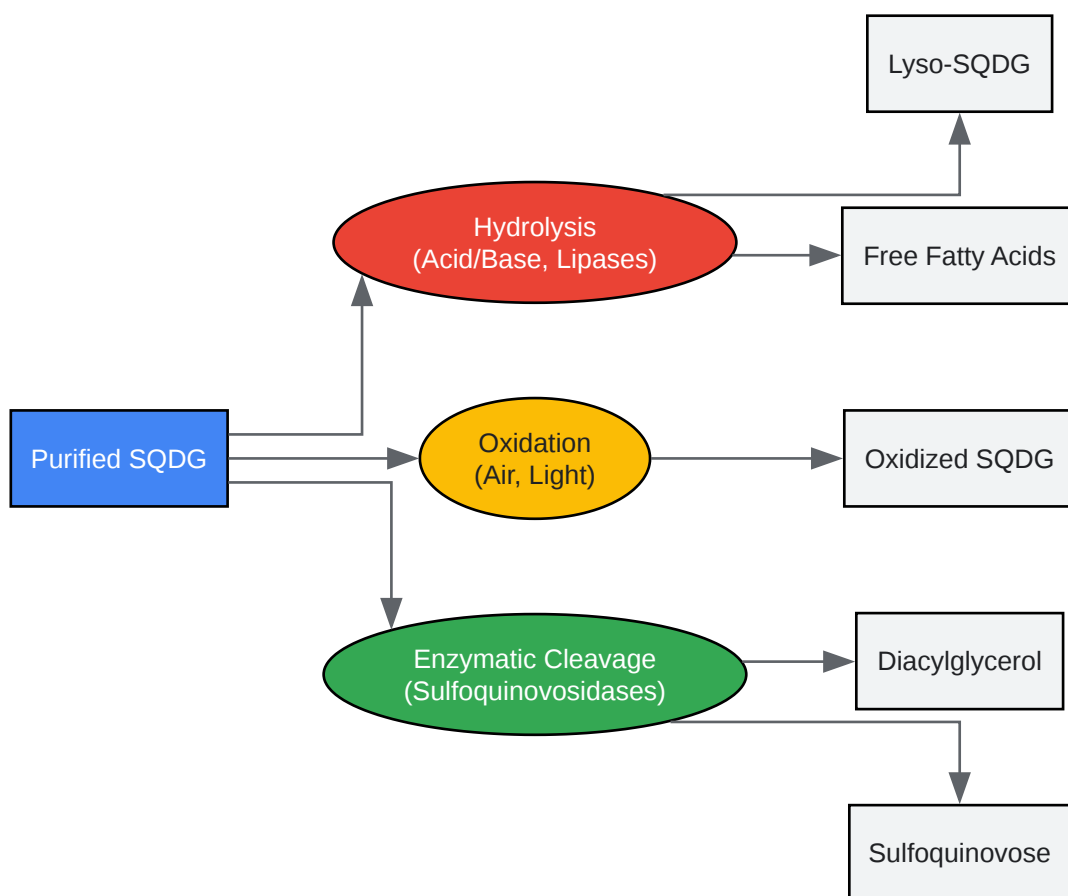 Lyso-SQDG
Hydrolysis
(Acid/Base, Lipases)
Free Fatty Acids
Purified SQDG
Oxidation
(Air, Light)
Oxidized SQDG
Enzymatic Cleavage
(Sulfoquinovosidases)
Diacylglycerol
Sulfoquinovose